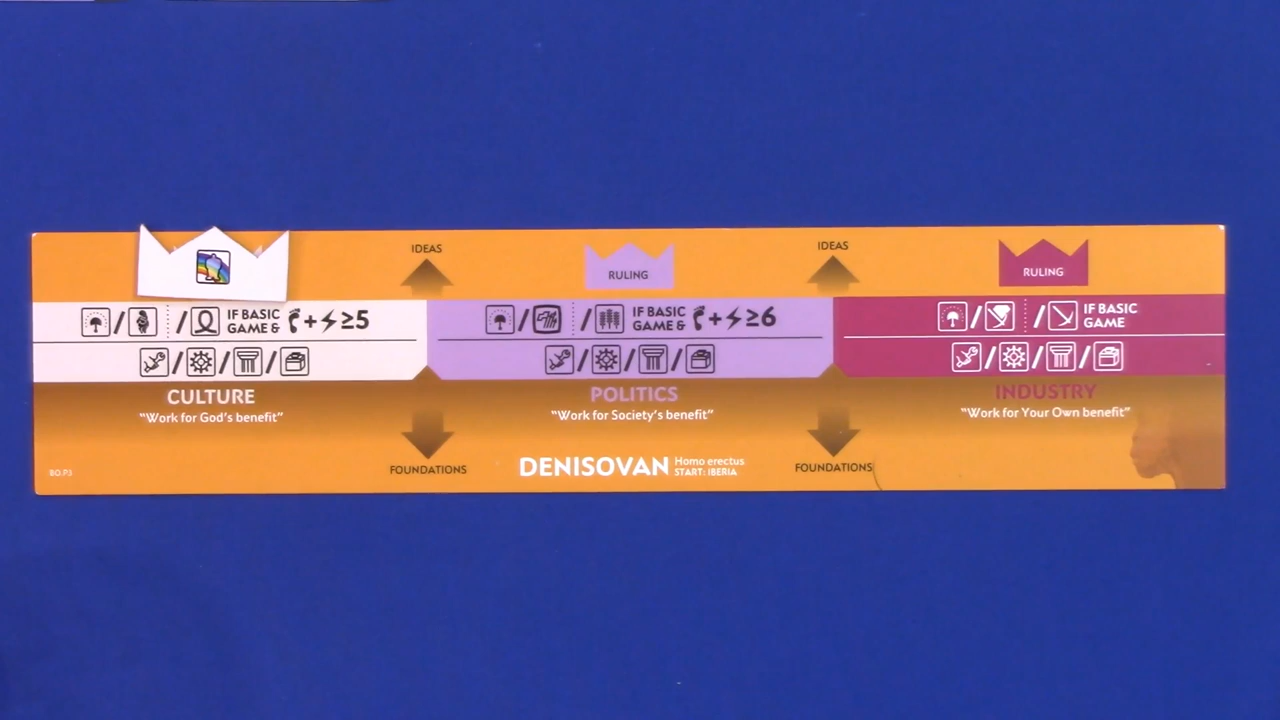 IDEAS
IDEAS
RULING
RULING
IF BASIC
GAME & + ≥5
IF BASIC
GAME & + ≥6
IF BASIC
GAME
CULTURE
"Work for God's benefit"
POLITICS
"Work for Society's benefit"
INDUSTRY
"Work for Your Own benefit"
FOUNDATIONS
FOUNDATIONS
DENISOVAN
Homo erectus
START: IBERIA
BO.P3